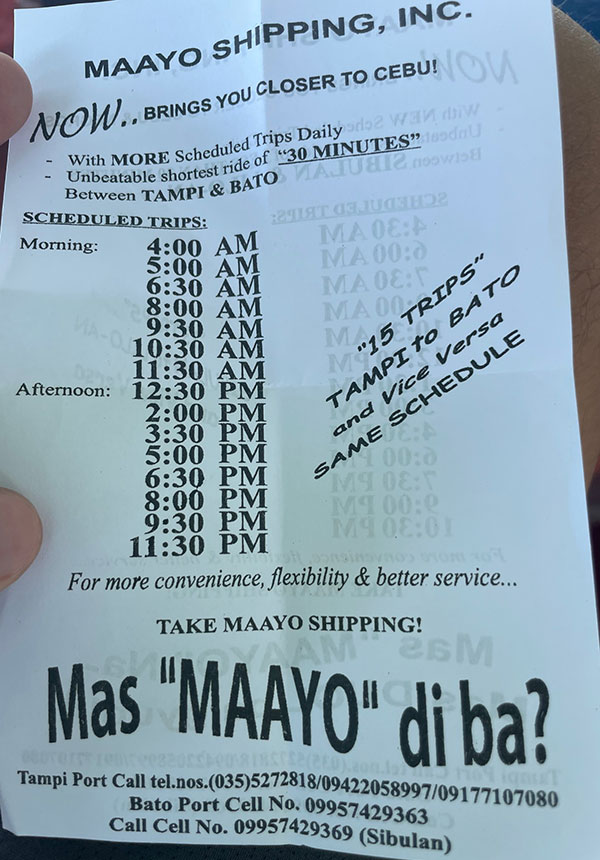 MAAYO SHIPPING, INC.
NOW.. BRINGS YOU CLOSER TO CEBU!
- With MORE Scheduled Trips Daily
- Unbeatable shortest ride of "30 MINUTES"
Between TAMPI & BATO
SCHEDULED TRIPS:
Morning: 4:00 AM
5:00 AM
6:30 AM
8:00 AM
9:30 AM
10:30 AM
11:30 AM
Afternoon: 12:30 PM
2:00 PM
3:30 PM
5:00 PM
6:30 PM
8:00 PM
9:30 PM
11:30 PM
"15 TRIPS"
TAMPI to BATO
and Vice Versa
SAME SCHEDULE
For more convenience, flexibility & better service...
TAKE MAAYO SHIPPING!
Mas "MAAYO" di ba?
Tampi Port Call tel.nos.(035)5272818/09422058997/09177107080
Bato Port Cell No. 09957429363
Call Cell No. 09957429369 (Sibulan)